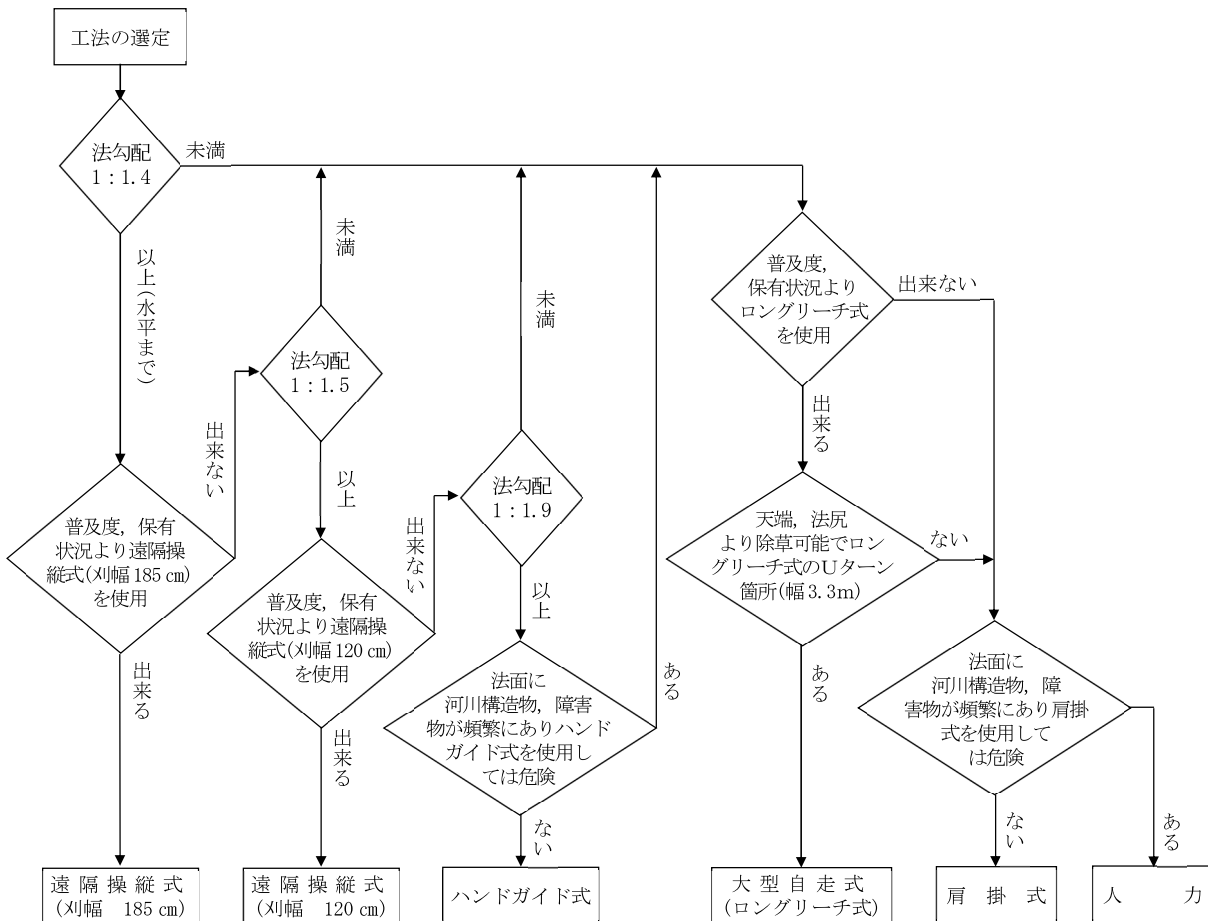 工法の選定
法勾配
1:1.4
未満
以上(水平まで)
普及度,保有
状況より遠隔操
縦式(刈幅185㎝)
を使用
出来ない
出来る
遠隔操縦式
(刈幅 185㎝)
法勾配
1:1.5
未満
以上
普及度,保有
状況より遠隔操
縦式(刈幅120㎝)
を使用
出来ない
出来る
遠隔操縦式
(刈幅 120㎝)
法勾配
1:1.9
未満
以上
法面に
河川構造物,障害
物が頻繁にありハンド
ガイド式を使用し
ては危険
ある
ない
ハンドガイド式
普及度,
保有状況より
ロングリーチ式
を使用
出来ない
出来る
天端,法尻
より除草可能でロン
グリーチ式のUターン
箇所(幅3.3m)
ない
ある
大型自走式
(ロングリーチ式)
法面に
河川構造物,障
害物が頻繁にあり肩掛
式を使用して
は危険
ない
ある
肩掛式
人力